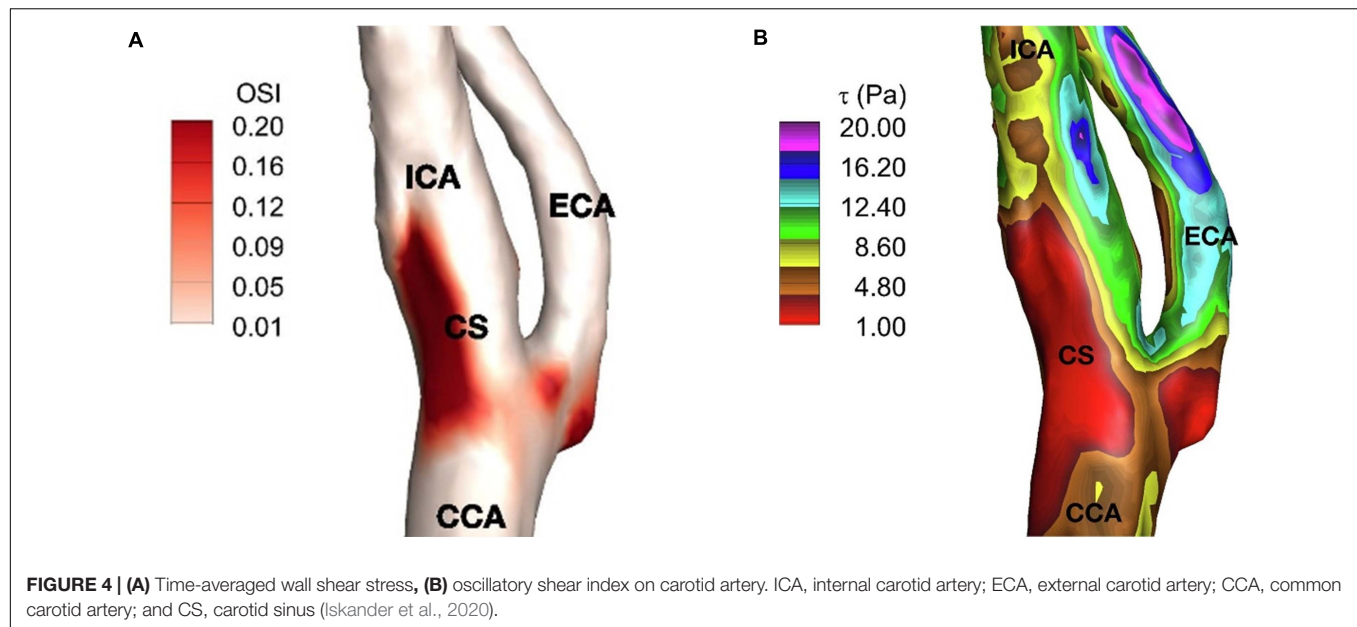 A
B
OSI
0.20
0.16
0.12
0.09
0.05
0.01
ICA
ECA
CS
CCA
τ (Pa)
20.00
16.20
12.40
8.60
4.80
1.00
ICA
ECA
CS
CCA
FIGURE 4 | (A) Time-averaged wall shear stress, (B) oscillatory shear index on carotid artery. ICA, internal carotid artery; ECA, external carotid artery; CCA, common
carotid artery; and CS, carotid sinus (Iskander et al., 2020).